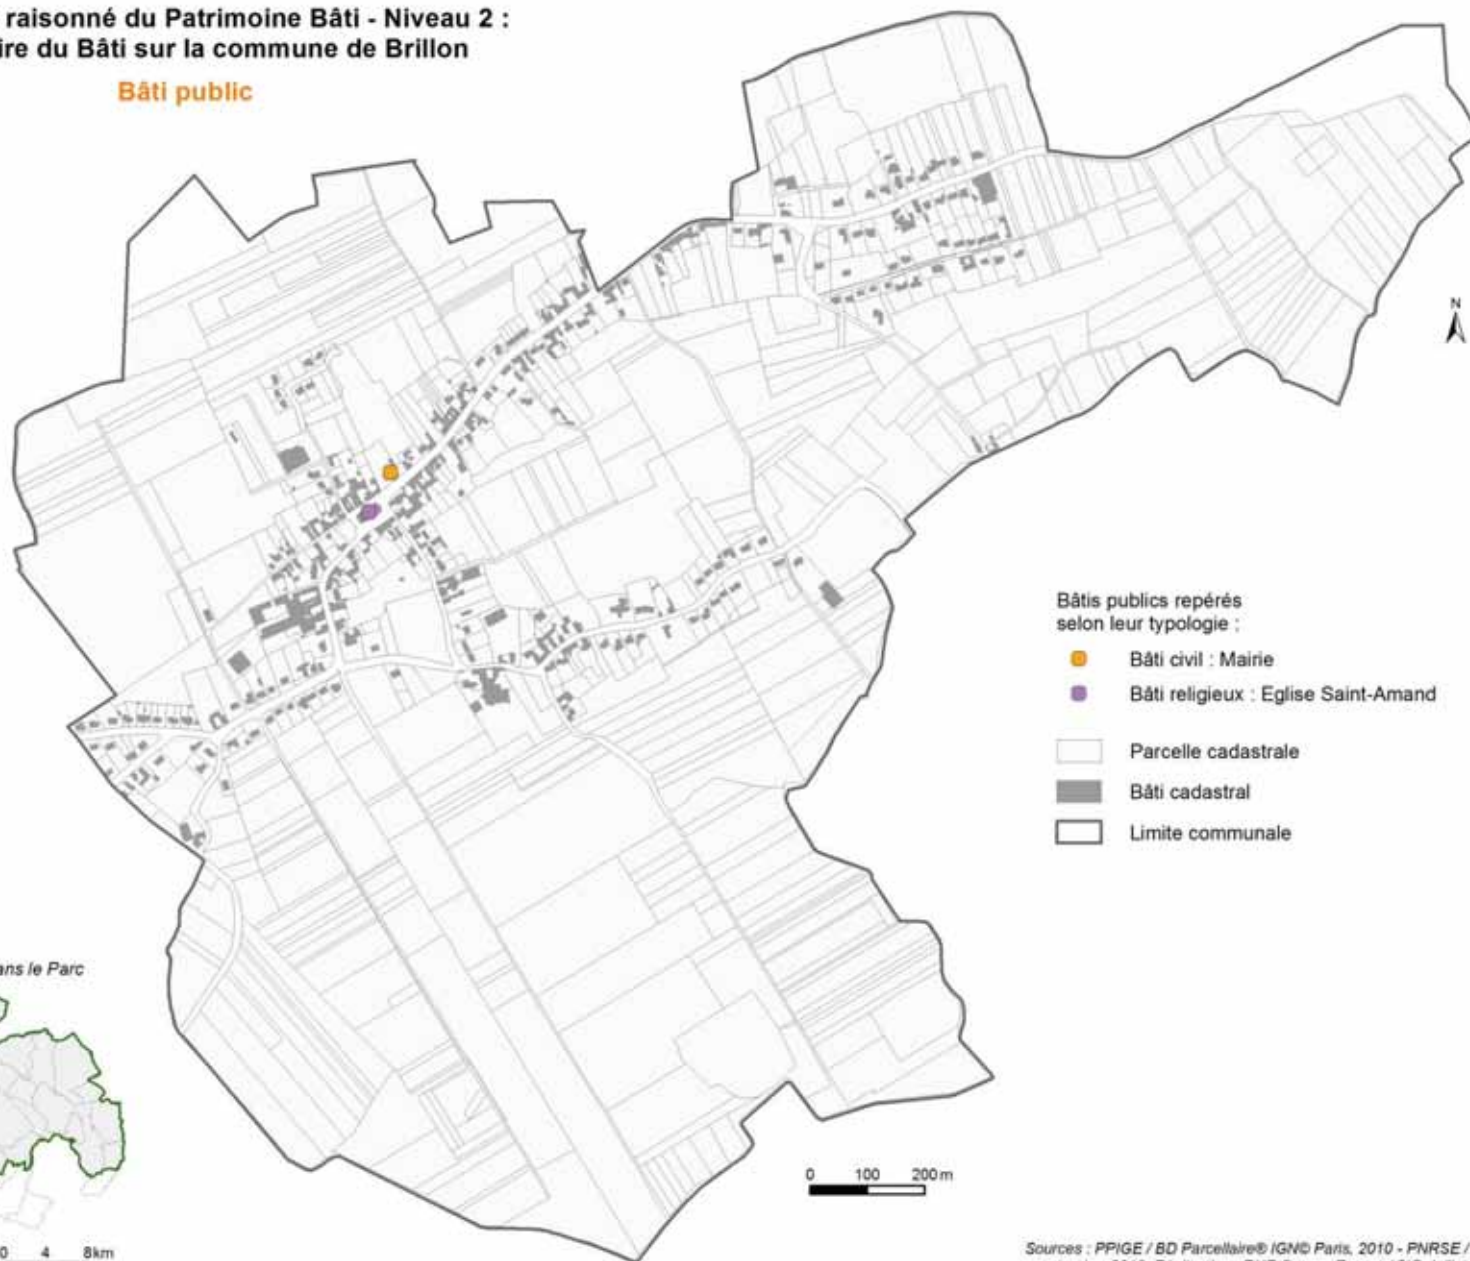 raisonné du Patrimoine Bâti - Niveau 2 :
ire du Bâti sur la commune de Brillon
Bâti public
N
Bâtis publics repérés
selon leur typologie :
Bâti civil : Mairie
Bâti religieux : Eglise Saint-Amand
Parcelle cadastrale
Bâti cadastral
Limite communale
ans le Parc
0 100 200 m
0 4 8km
Sources : PPIGE / BD Parcellaire® IGN© Paris, 2010 - PNRSE /